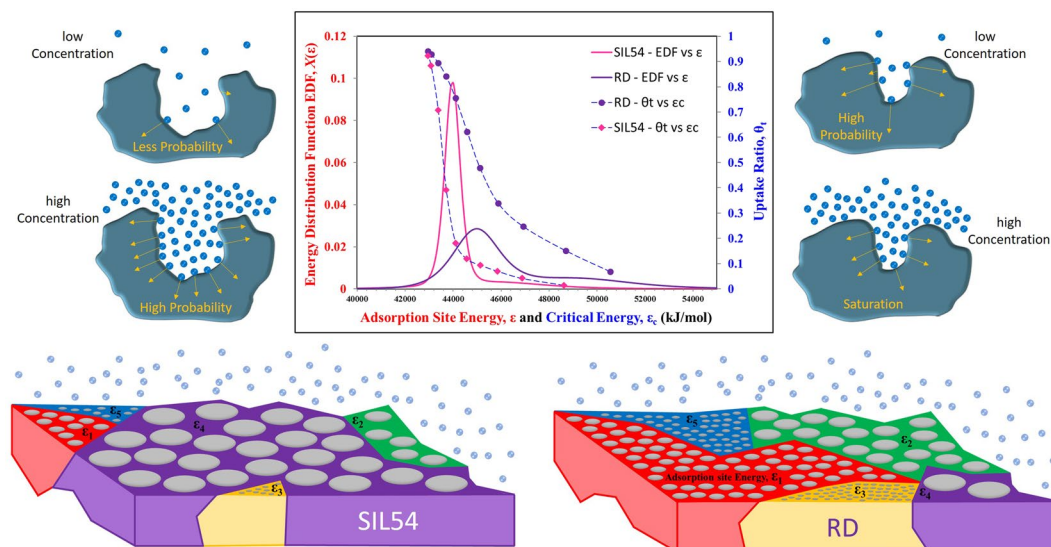 low
Concentration
Less Probability
high
Concentration
High Probability
Energy Distribution Function EDF, X(ε)
0.12
0.1
0.08
0.06
0.04
0.02
0
SIL54 - EDF vs ε
RD - EDF vs ε
RD - θt vs εc
SIL54 - θt vs εc
1
0.9
0.8
0.7
0.6
0.5
0.4
0.3
0.2
0.1
0
Uptake Ratio, θt
40000 42000 44000 46000 48000 50000 52000 54000
Adsorption Site Energy, ε and Critical Energy, εc (kJ/mol)
low
Concentration
High
Probability
high
Concentration
Saturation
ε5
ε1
ε4
ε2
ε3
SIL54
ε5
ε2
Adsorption site Energy, ε1
ε3
ε4
RD